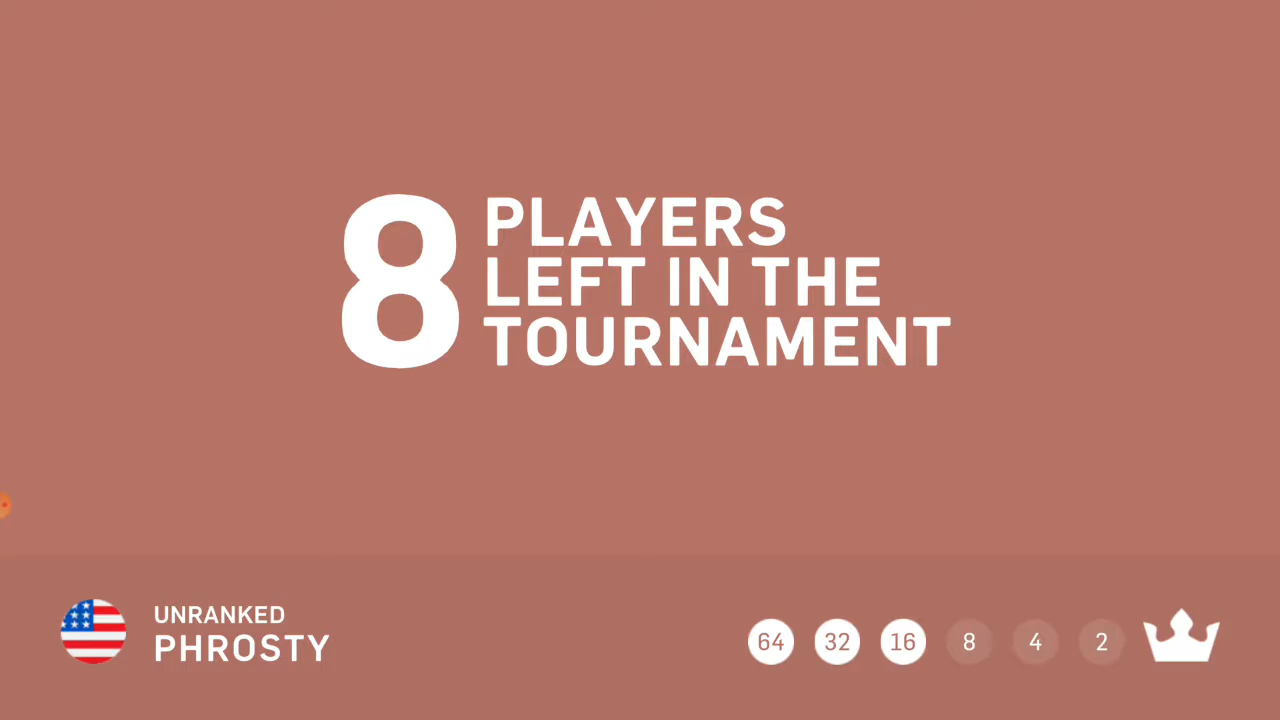 8 PLAYERS
LEFT IN THE
TOURNAMENT
UNRANKED
PHROSTY
64 32 16 8 4 2